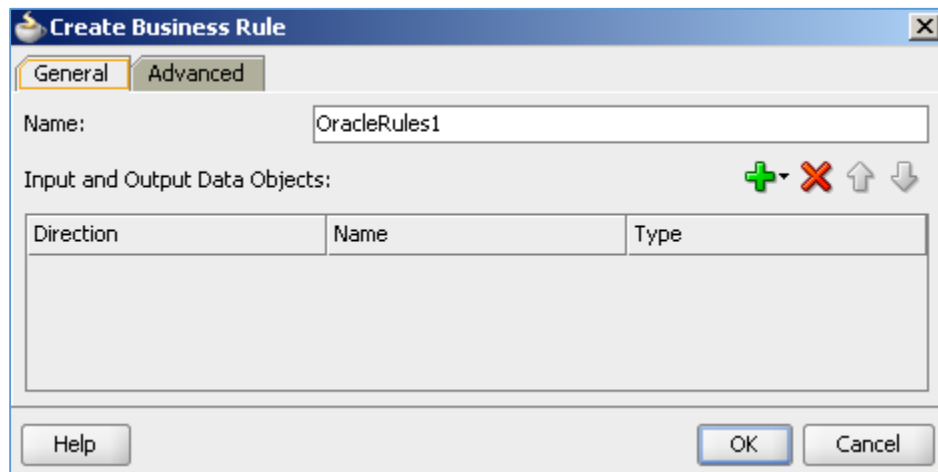 Create Business Rule
General Advanced
Name: OracleRules1
Input and Output Data Objects:
Direction Name Type
Help OK Cancel